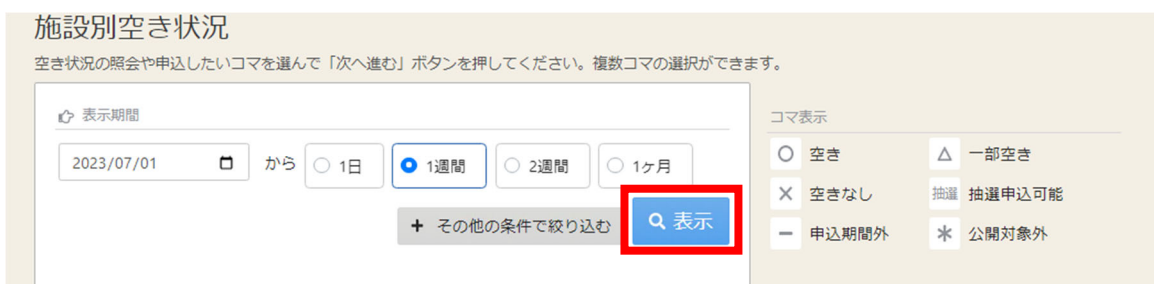 施設別空き状況
空き状況の照会や申込したいコマを選んで「次へ進む」ボタンを押してください。複数コマの選択ができます。
表示期間
2023/07/01 から 1日 1週間 2週間 1ヶ月
+ その他の条件で絞り込む 表示
コマ表示
○ 空き △ 一部空き
× 空きなし 抽選 抽選申込可能
− 申込期間外 * 公開対象外